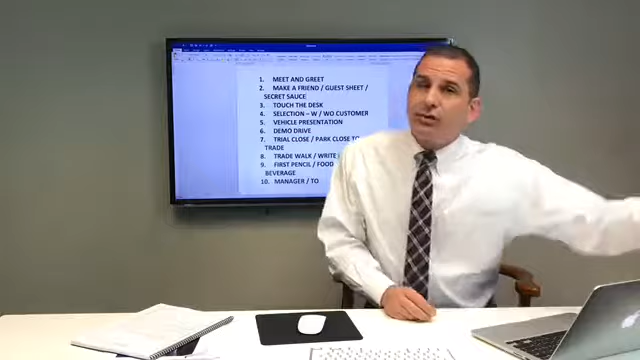 1. MEET AND GREET
2. MAKE A FRIEND / GUEST SHEET /
SECRET SAUCE
3. TOUCH THE DESK
4. SELECTION – W / WO CUSTOMER
5. VEHICLE PRESENTATION
6. DEMO DRIVE
7. TRIAL CLOSE / PARK CLOSE TO
TRADE
8. TRADE WALK / WRITE
9. FIRST PENCIL / FOOD
BEVERAGE
10. MANAGER / TO